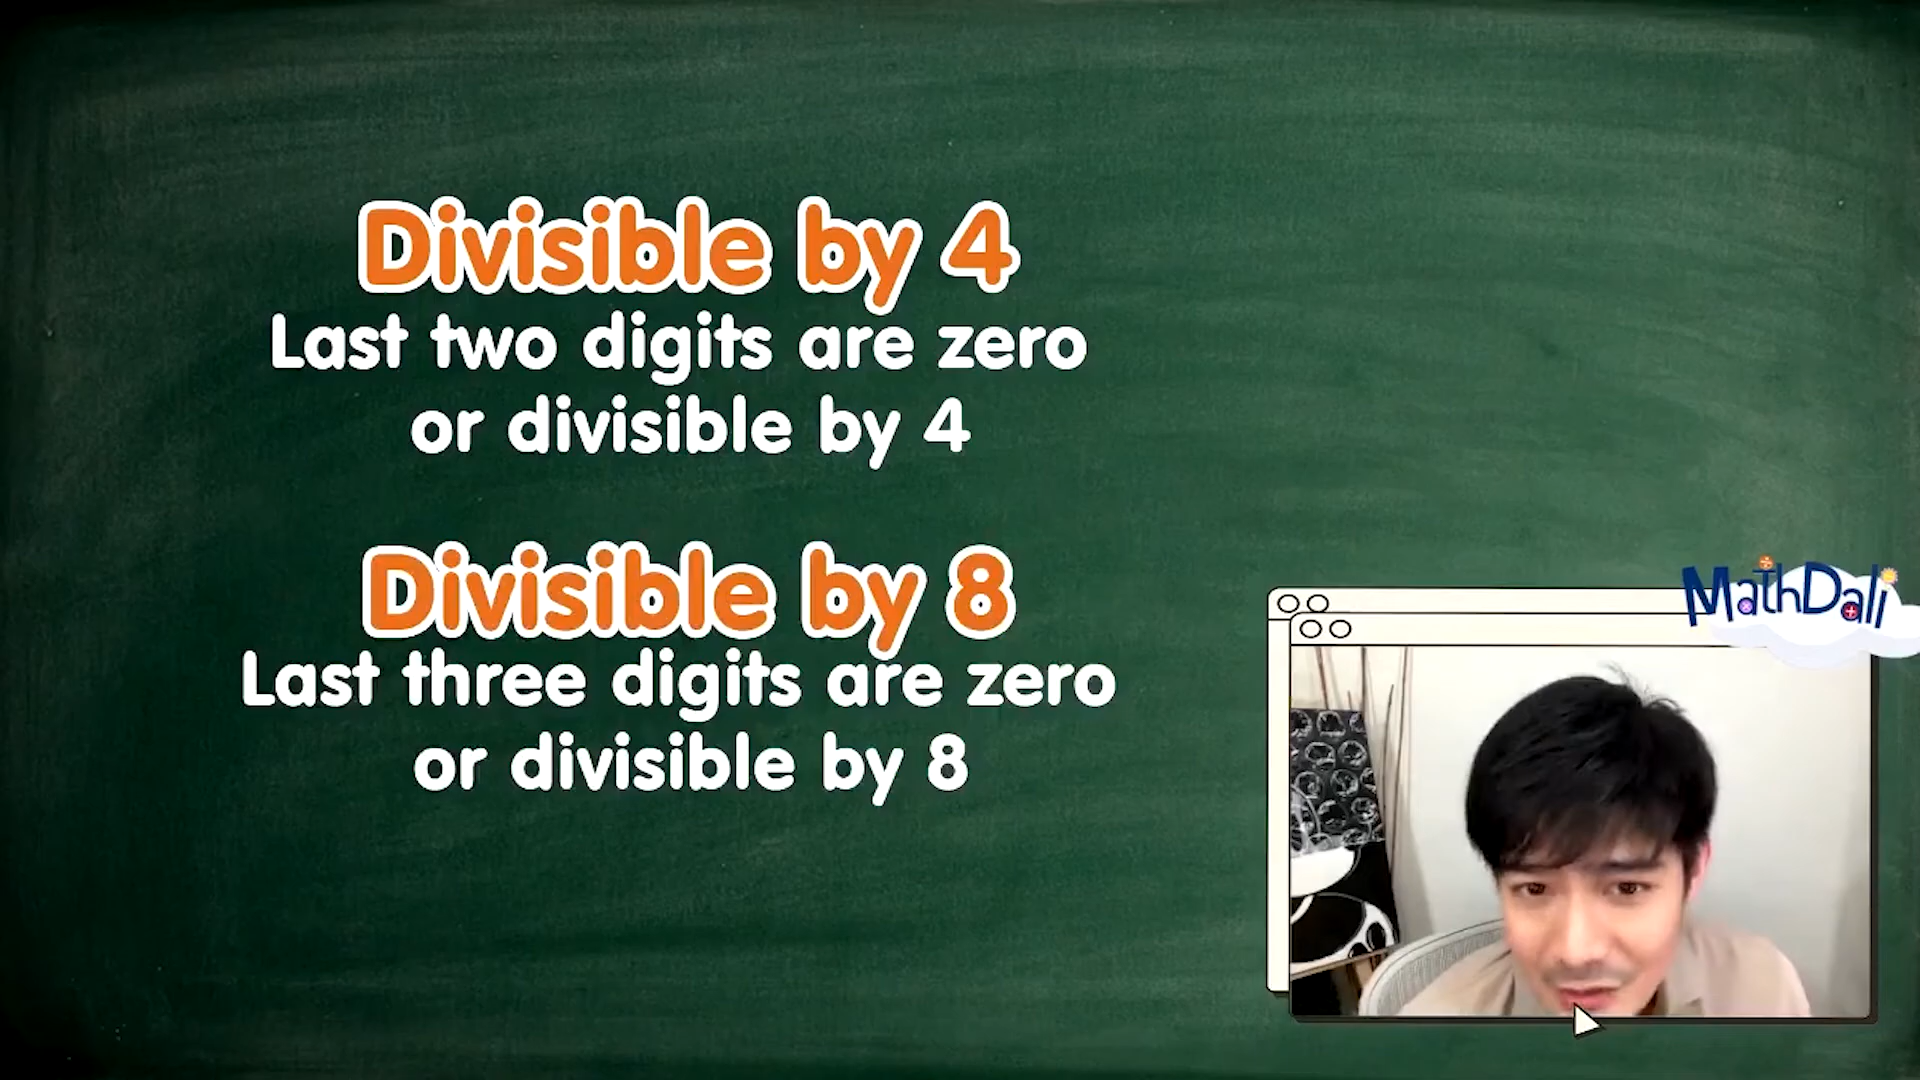 Divisible by 4
Last two digits are zero
or divisible by 4
Divisible by 8
Last three digits are zero
or divisible by 8
MathDali